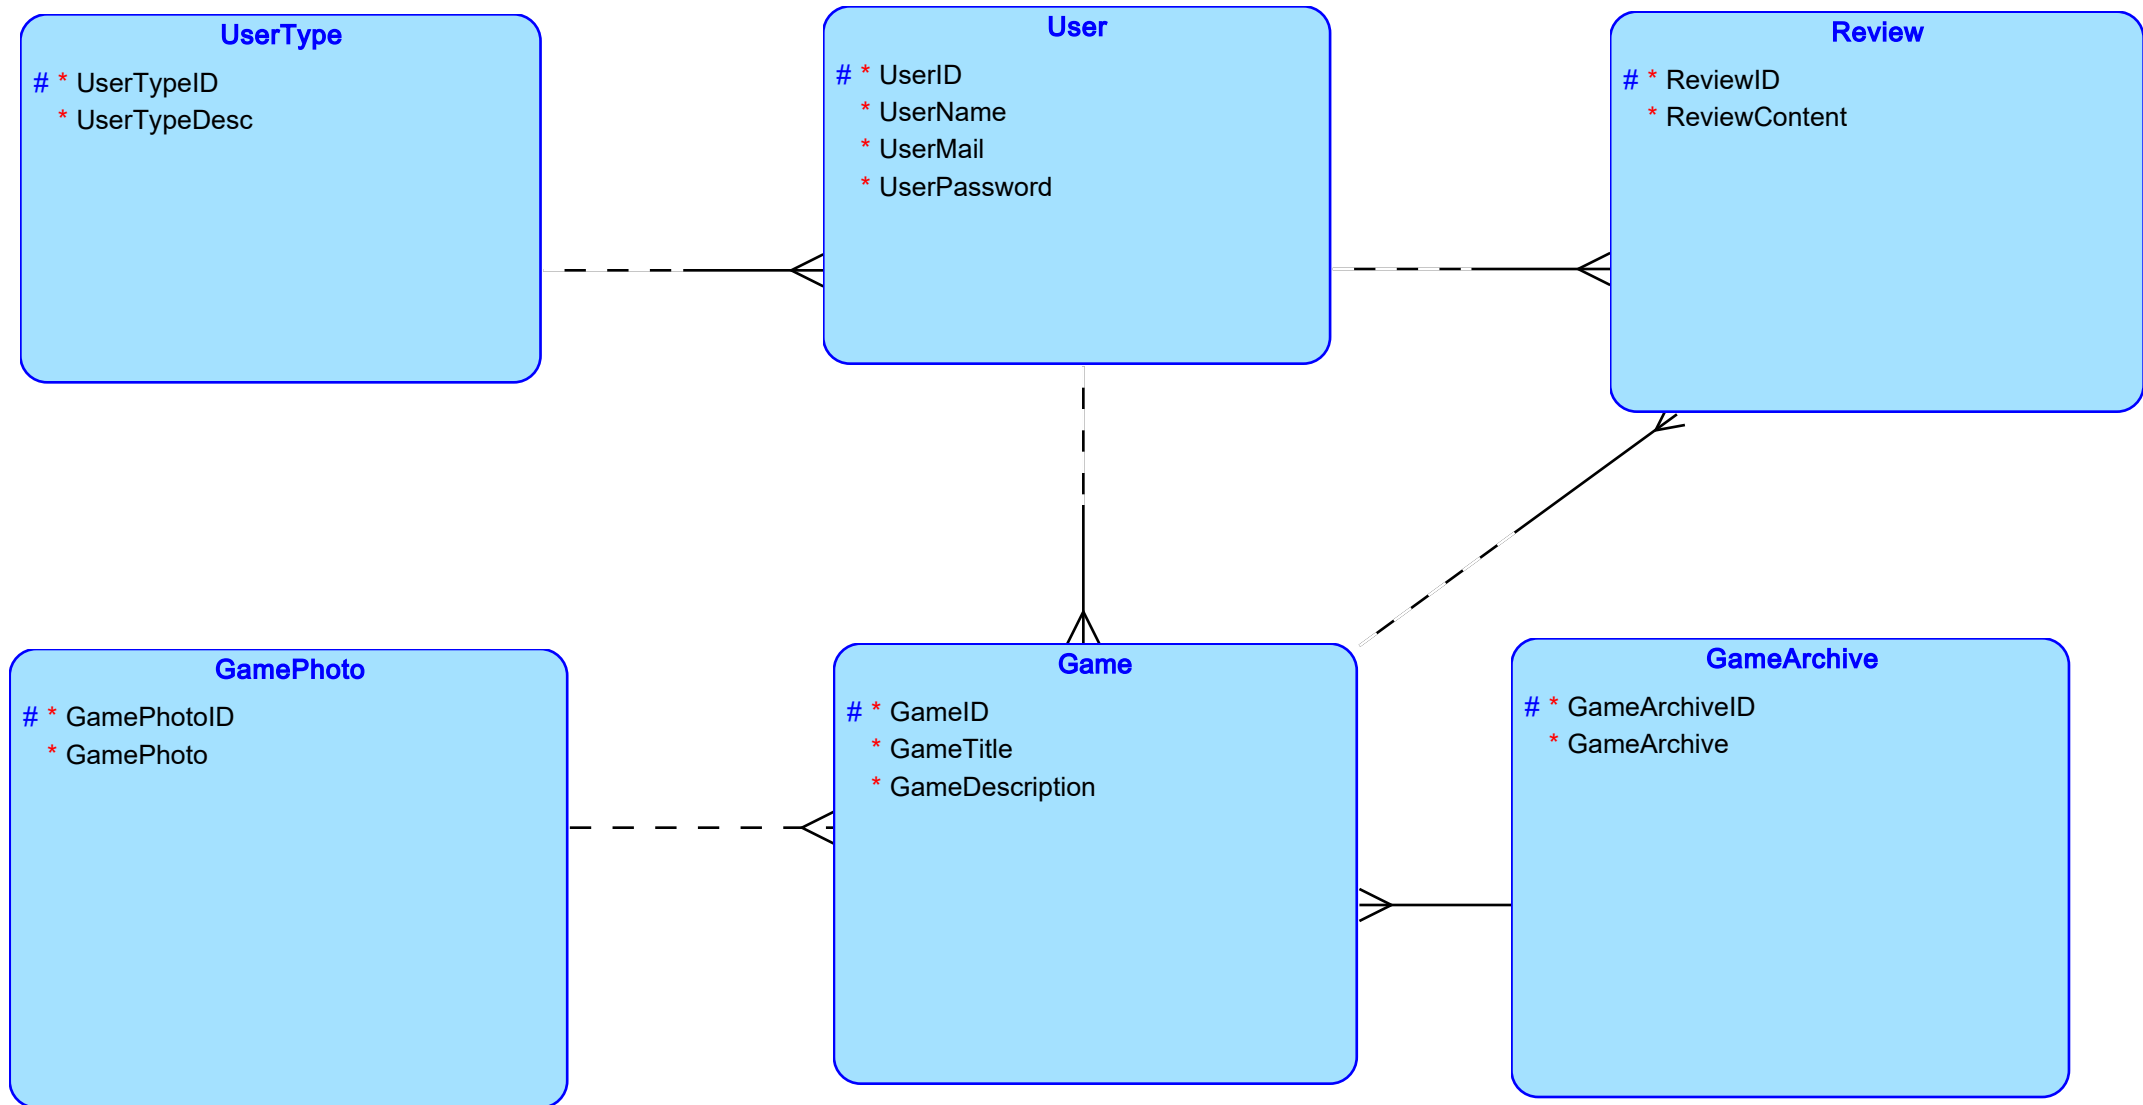 UserType
# * UserTypeID
* UserTypeDesc
User
# * UserID
* UserName
* UserMail
* UserPassword
Review
# * ReviewID
* ReviewContent
GamePhoto
# * GamePhotoID
* GamePhoto
Game
# * GameID
* GameTitle
* GameDescription
GameArchive
# * GameArchiveID
* GameArchive